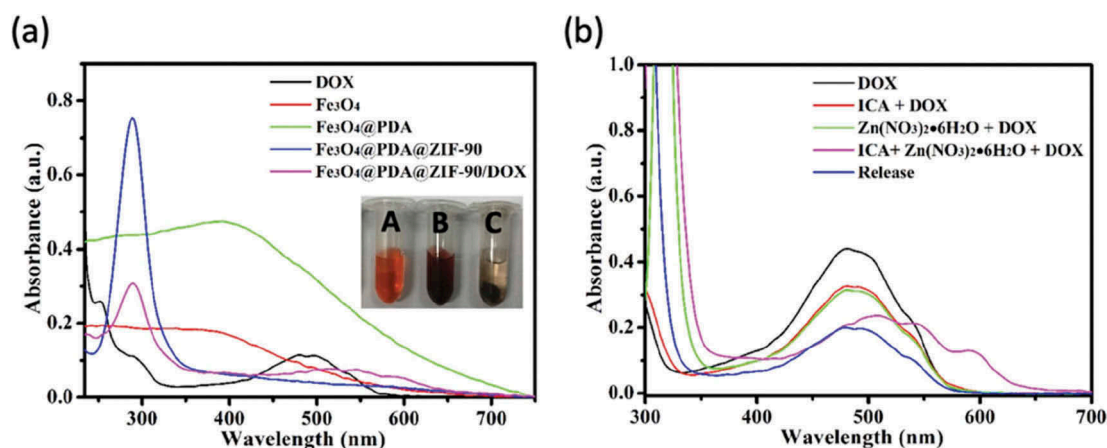 (a)
DOX
Fe₃O₄
Fe₃O₄@PDA
Fe₃O₄@PDA@ZIF-90
Fe₃O₄@PDA@ZIF-90/DOX
A B C
0.8
0.6
0.4
0.2
0.0
Absorbance (a.u.)
300 400 500 600 700
Wavelength (nm)
(b)
DOX
ICA + DOX
Zn(NO₃)₂•6H₂O + DOX
ICA+ Zn(NO₃)₂•6H₂O + DOX
Release
1.0
0.8
0.6
0.4
0.2
0.0
Absorbance (a.u.)
300 400 500 600 700
Wavelength (nm)